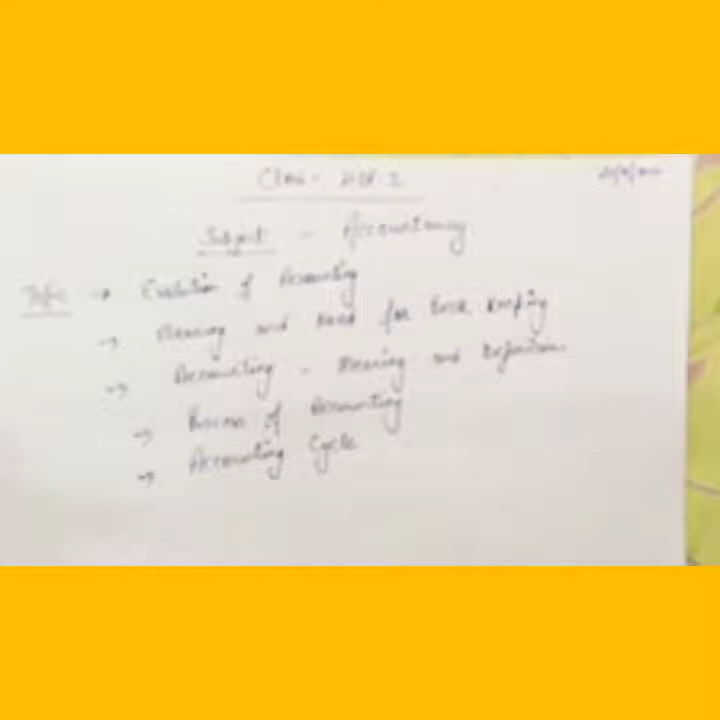 Class -
Subject - Accountancy
Topic → Evolution of Accounting
→ Meaning and Need for Book Keeping
→ Accounting - Meaning and Definition
→ Process of Accounting
→ Accounting Cycle